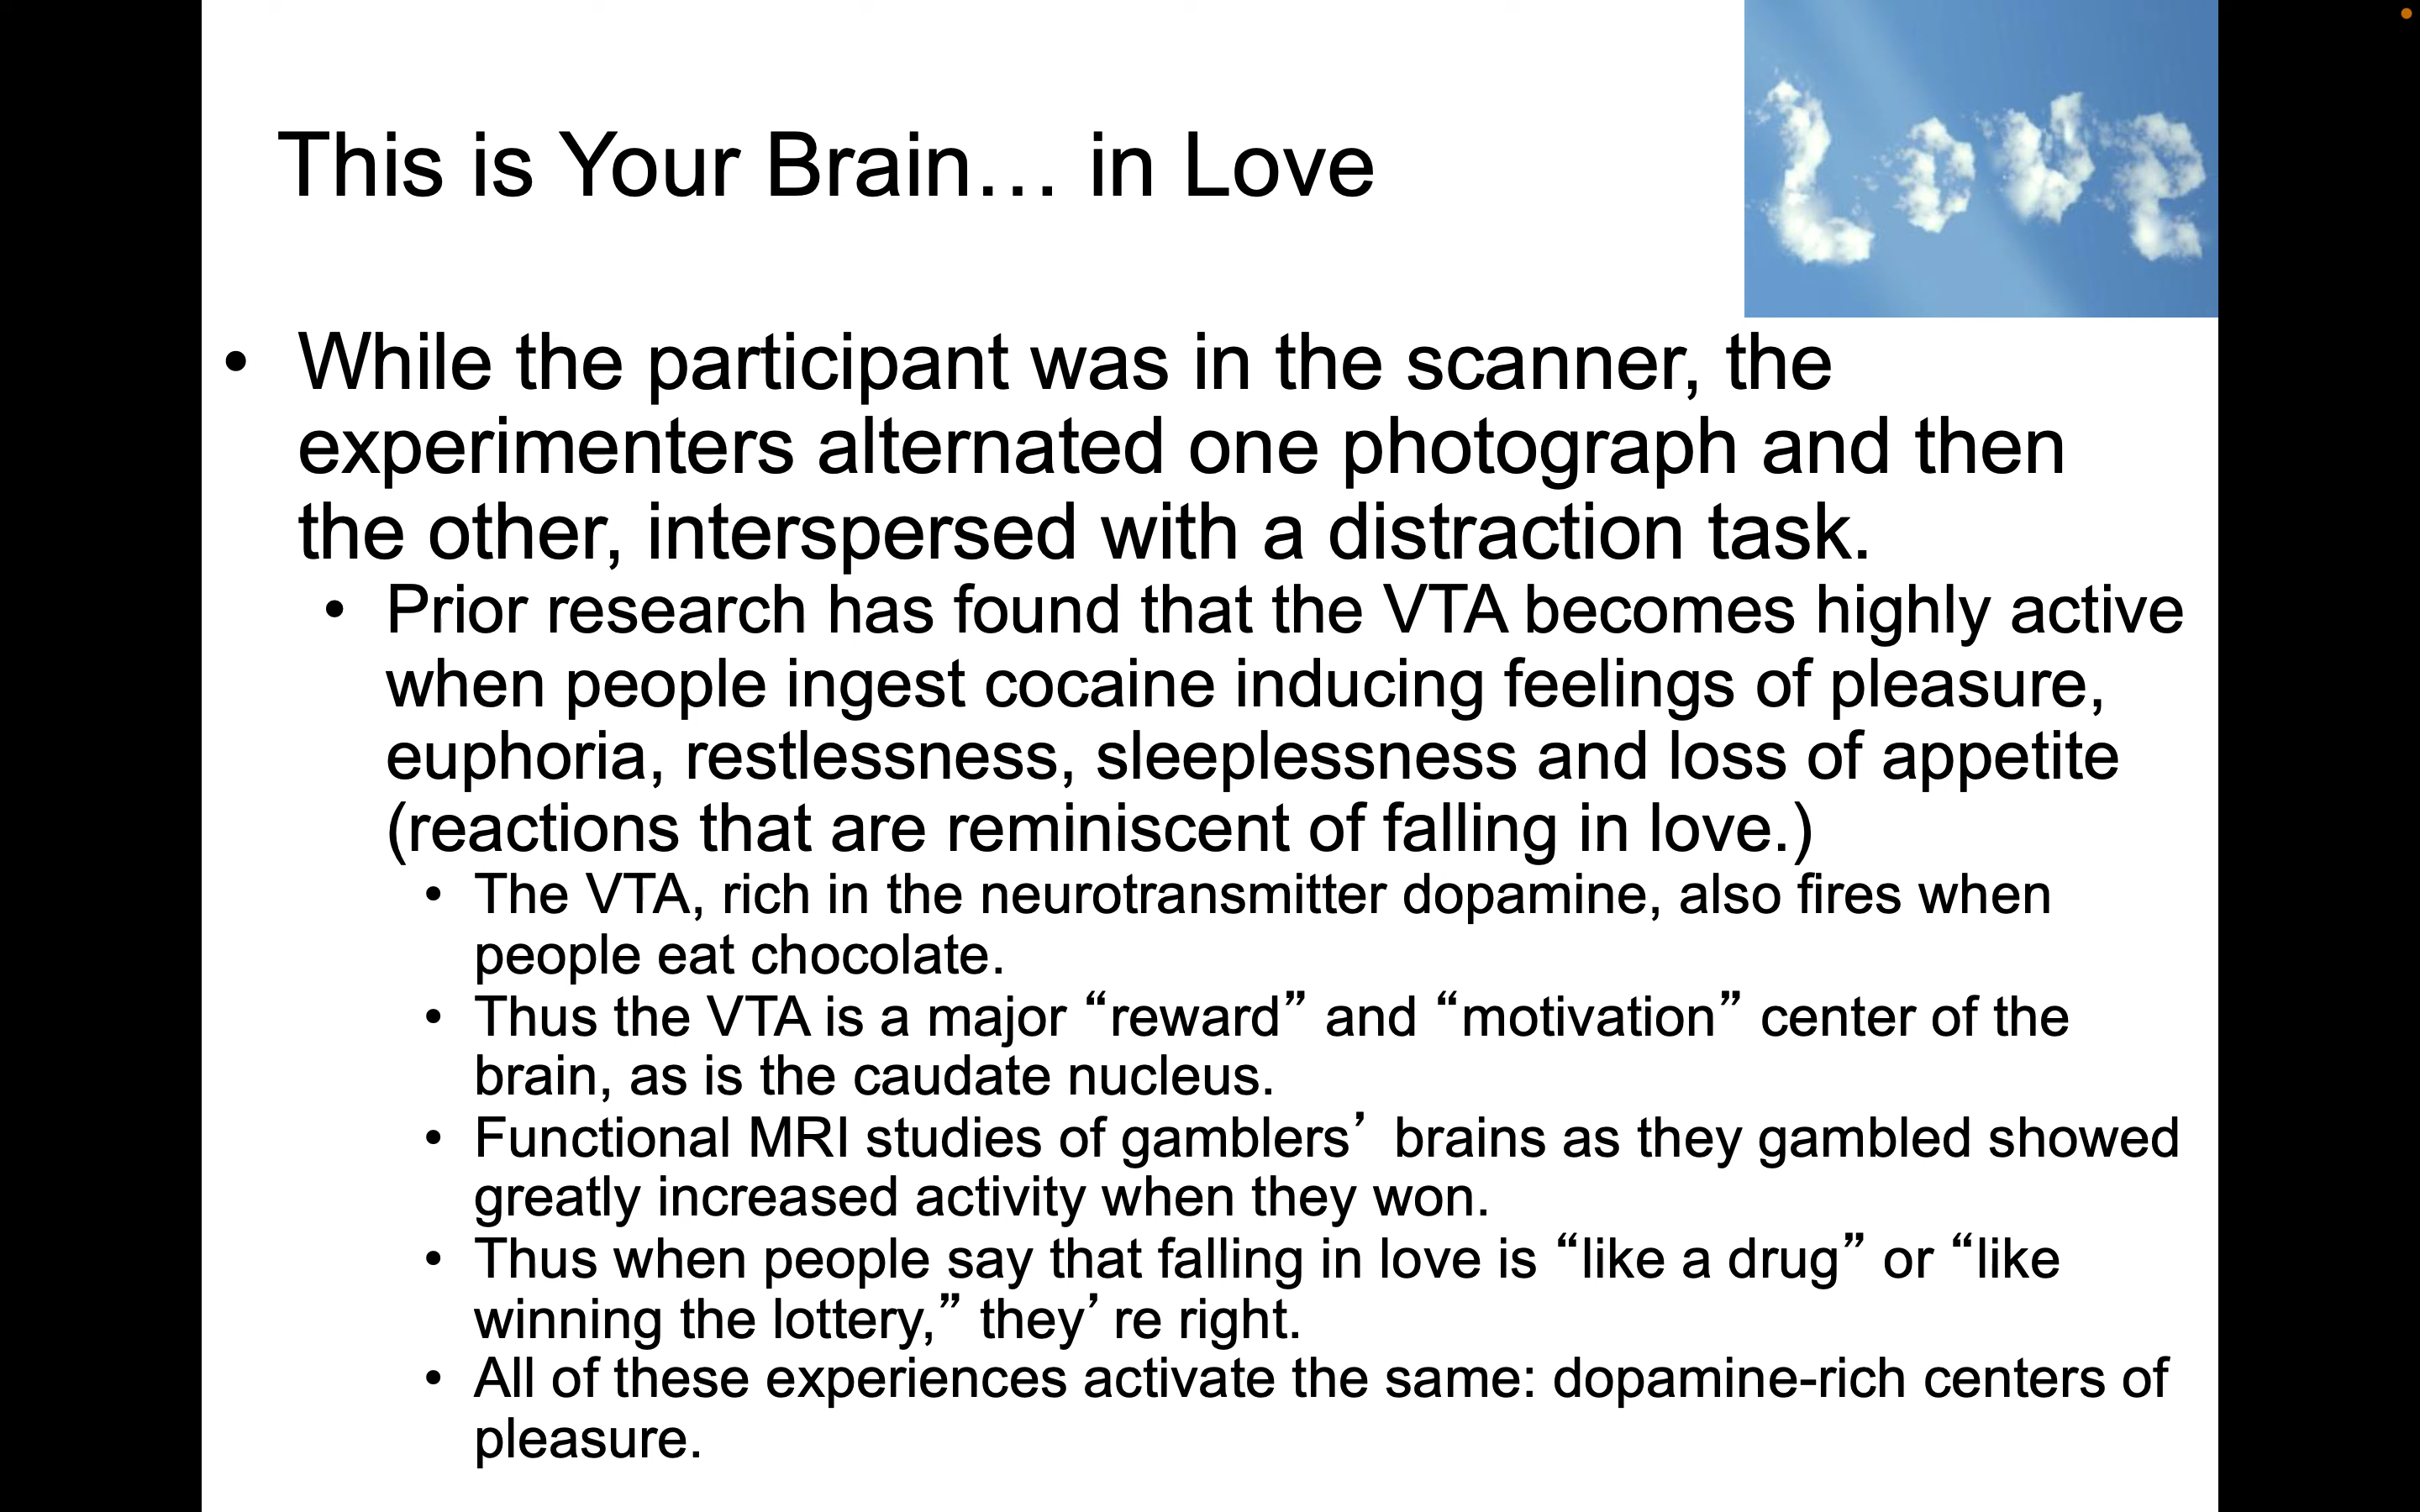 Love
This is Your Brain… in Love
• While the participant was in the scanner, the
experimenters alternated one photograph and then
the other, interspersed with a distraction task.
• Prior research has found that the VTA becomes highly active
when people ingest cocaine inducing feelings of pleasure,
euphoria, restlessness, sleeplessness and loss of appetite
(reactions that are reminiscent of falling in love.)
• The VTA, rich in the neurotransmitter dopamine, also fires when
people eat chocolate.
• Thus the VTA is a major “reward” and “motivation” center of the
brain, as is the caudate nucleus.
• Functional MRI studies of gamblers’ brains as they gambled showed
greatly increased activity when they won.
• Thus when people say that falling in love is “like a drug” or “like
winning the lottery,” they’ re right.
• All of these experiences activate the same: dopamine-rich centers of
pleasure.